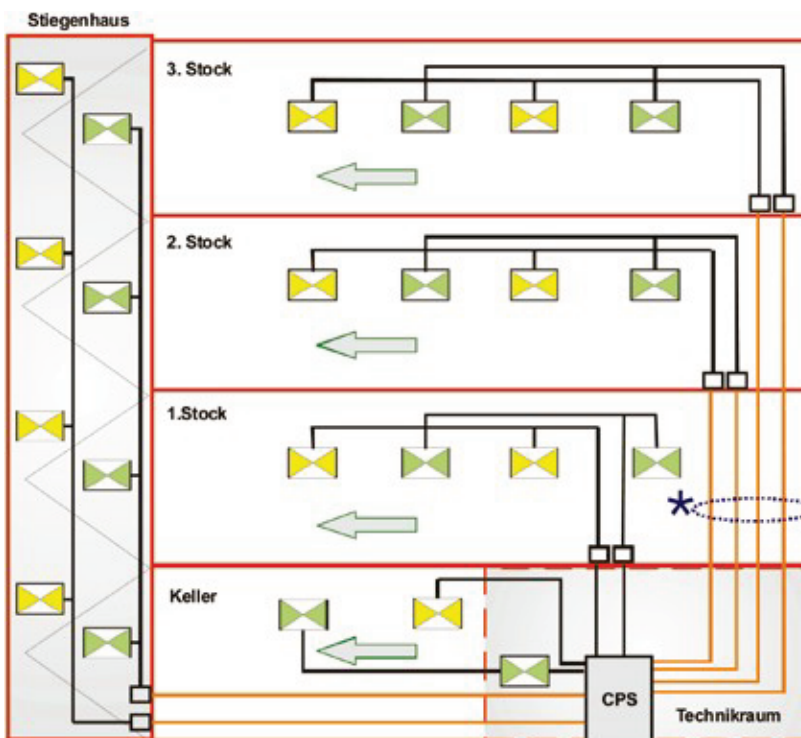 Stiegenhaus
3. Stock
2. Stock
1.Stock
*
Keller
CPS
Technikraum